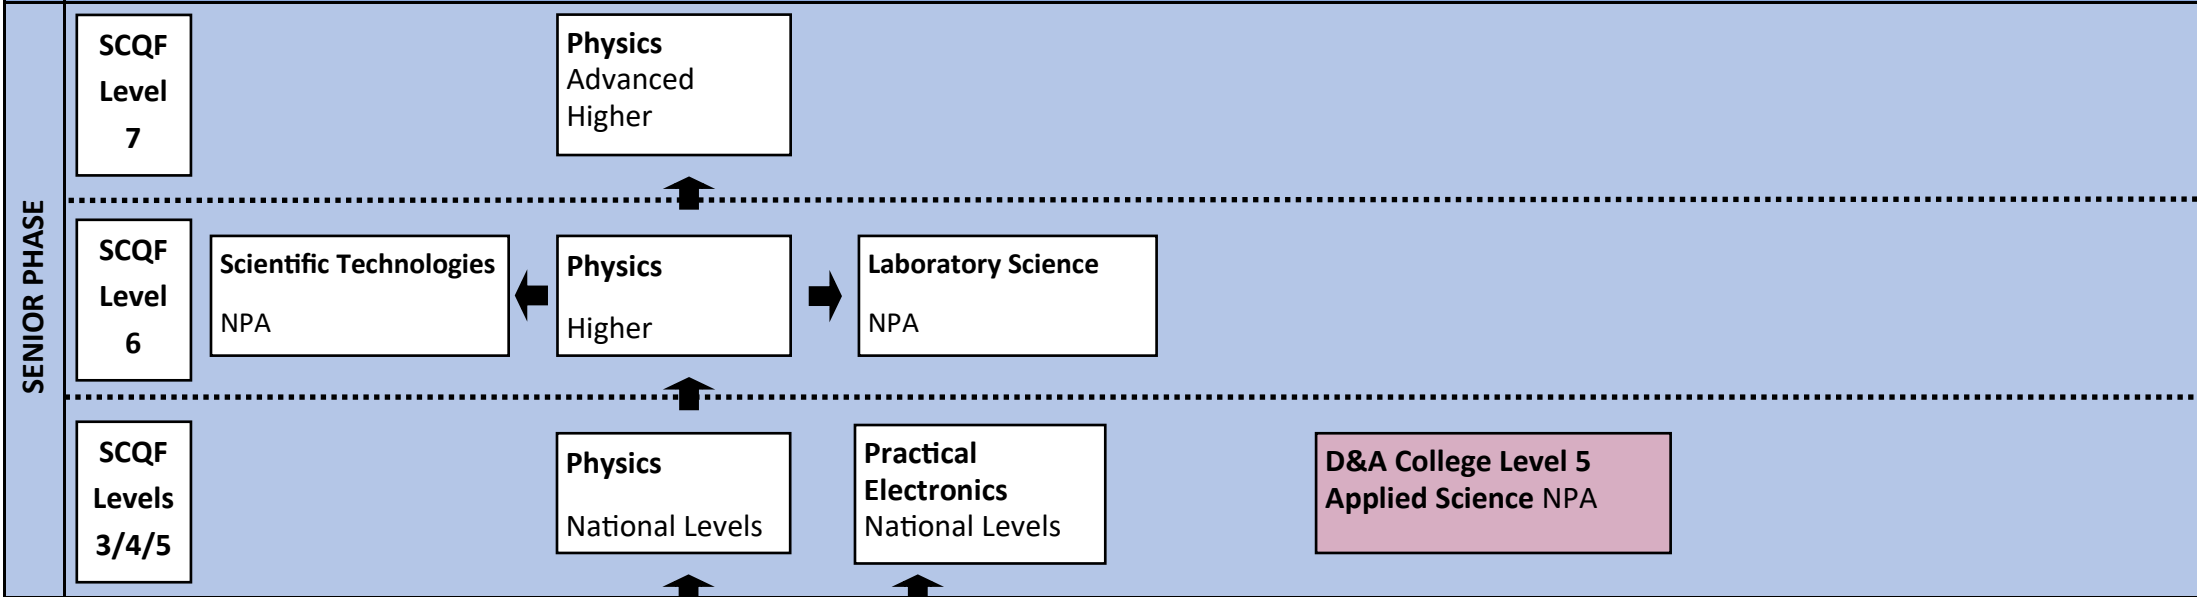 SENIOR PHASE
SCQF
Level
7
Physics
Advanced
Higher
SCQF
Level
6
Scientific Technologies
NPA
Physics
Higher
Laboratory Science
NPA
SCQF
Levels
3/4/5
Physics
National Levels
Practical
Electronics
National Levels
D&A College Level 5
Applied Science NPA